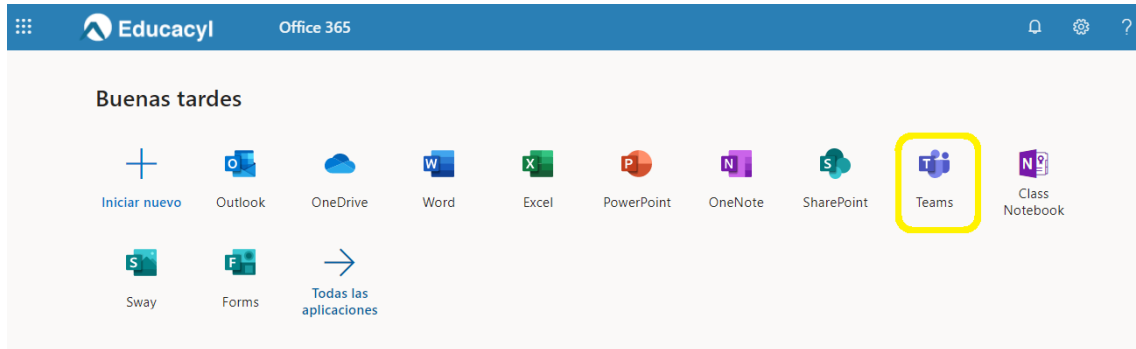 Educacyl Office 365
Buenas tardes
Iniciar nuevo Outlook OneDrive Word Excel PowerPoint OneNote SharePoint Teams Class
Notebook
Sway Forms Todas las
aplicaciones